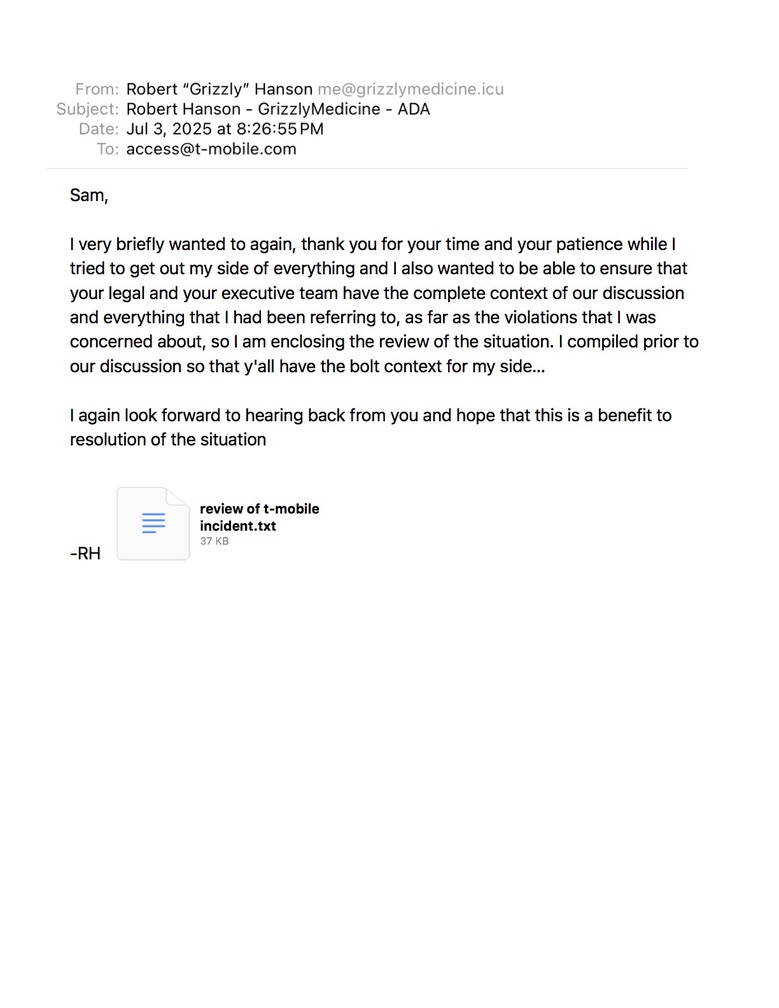 From: Robert “Grizzly” Hanson me@grizzlymedicine.icu
Subject: Robert Hanson - GrizzlyMedicine - ADA
Date: Jul 3, 2025 at 8:26:55 PM
To: access@t-mobile.com
Sam,
I very briefly wanted to again, thank you for your time and your patience while I
tried to get out my side of everything and I also wanted to be able to ensure that
your legal and your executive team have the complete context of our discussion
and everything that I had been referring to, as far as the violations that I was
concerned about, so I am enclosing the review of the situation. I compiled prior to
our discussion so that y'all have the bolt context for my side...
I again look forward to hearing back from you and hope that this is a benefit to
resolution of the situation
review of t-mobile
incident.txt
37 KB
-RH